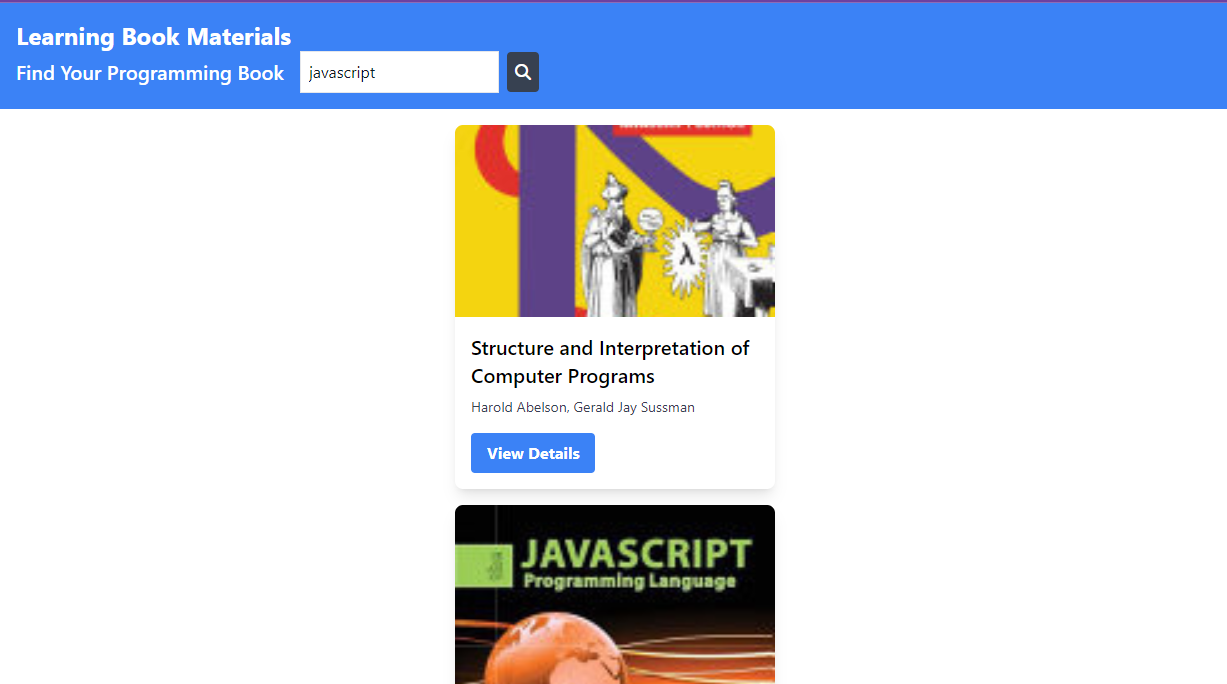 Learning Book Materials
Find Your Programming Book
javascript
λ
Structure and Interpretation of
Computer Programs
Harold Abelson, Gerald Jay Sussman
View Details
JAVASCRIPT
Programming Language